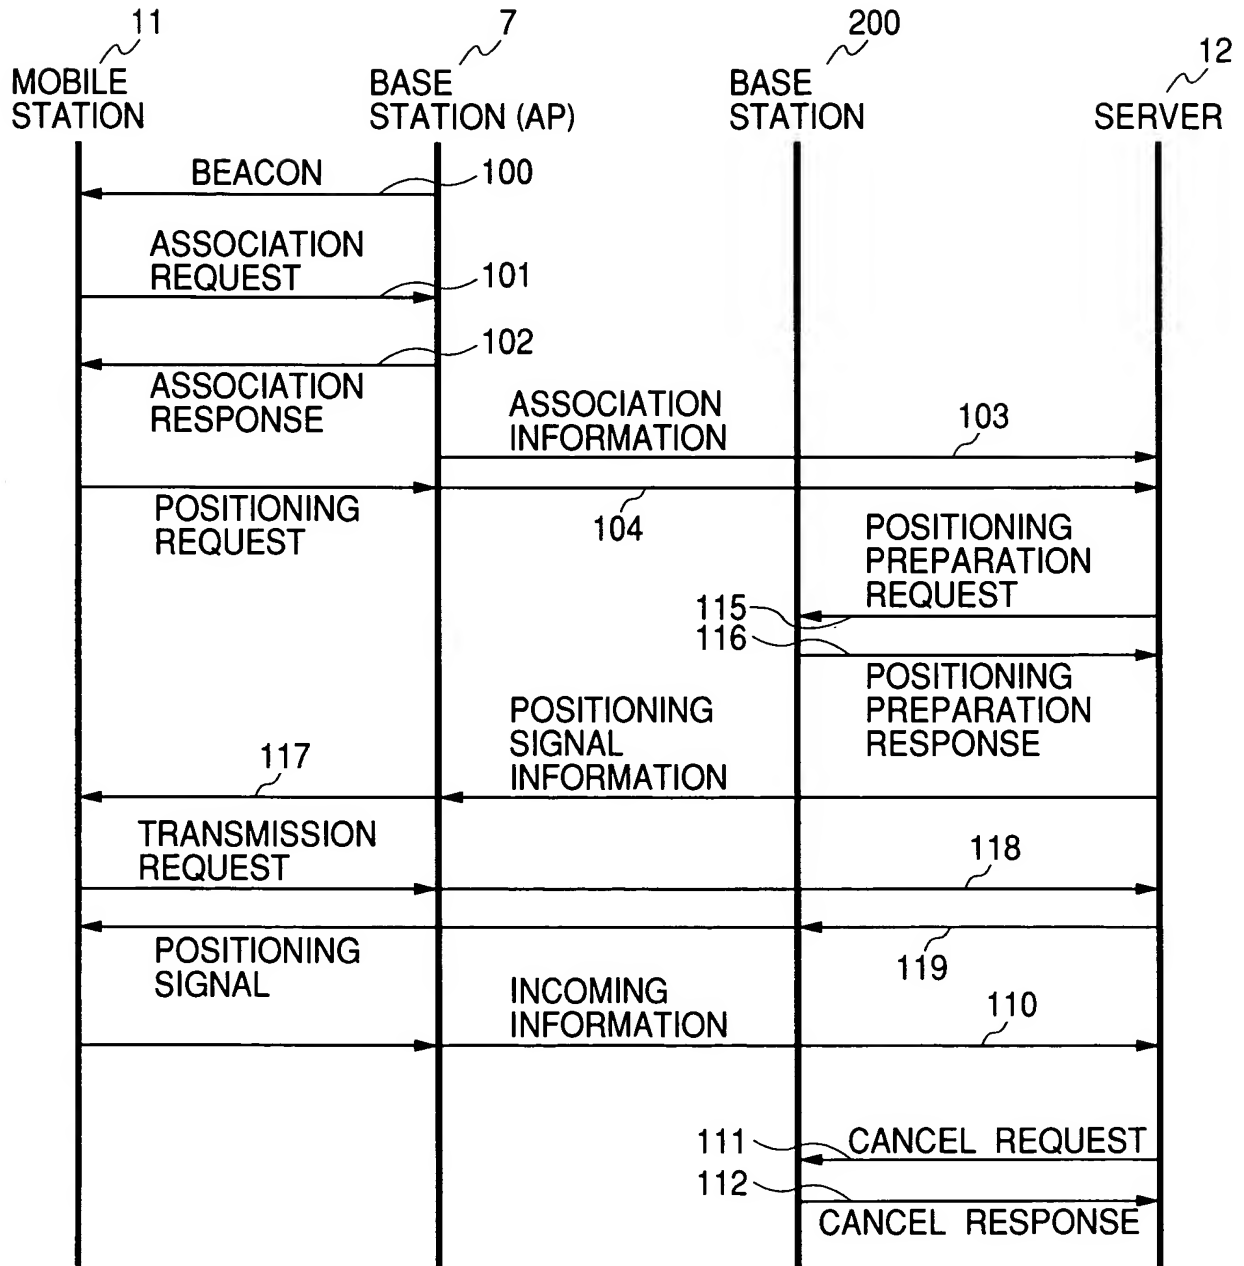 11
7
200
12
MOBILE
STATION
BASE
STATION (AP)
BASE
STATION
SERVER
BEACON
100
ASSOCIATION
REQUEST
101
102
ASSOCIATION
RESPONSE
ASSOCIATION
INFORMATION
103
POSITIONING
REQUEST
104
POSITIONING
PREPARATION
REQUEST
115
116
POSITIONING
PREPARATION
RESPONSE
POSITIONING
SIGNAL
INFORMATION
117
TRANSMISSION
REQUEST
118
POSITIONING
SIGNAL
119
INCOMING
INFORMATION
110
111
CANCEL REQUEST
112
CANCEL RESPONSE